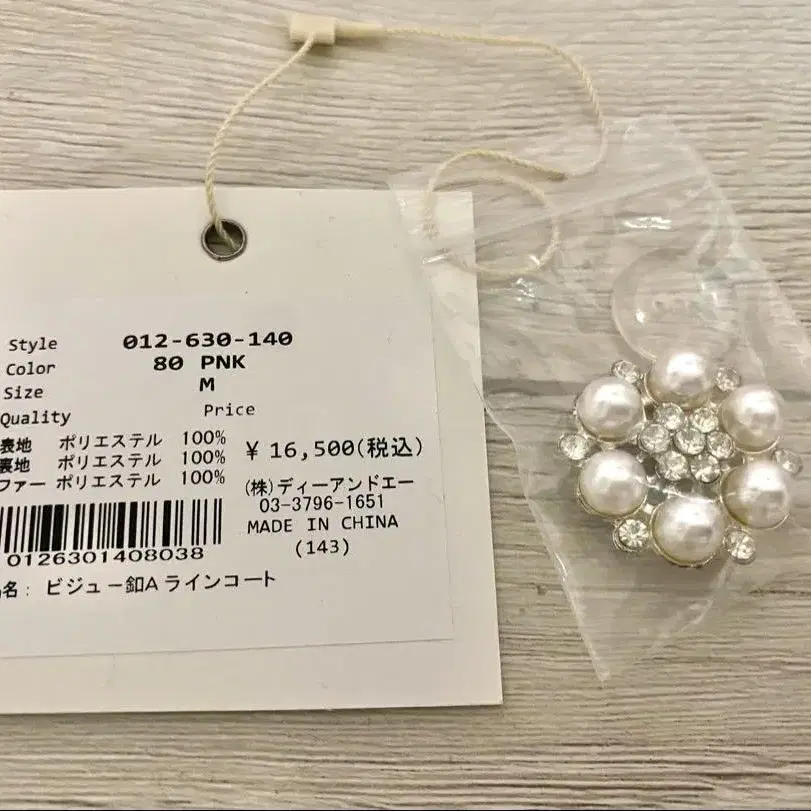 Style 012-630-140
Color 80 PNK
Size M
Quality Price
表地 ポリエステル 100%
裏地 ポリエステル 100%
ファー ポリエステル 100%
¥ 16,500(税込)
(株)ディーアンドエー
03-3796-1651
MADE IN CHINA
(143)
0126301408038
名: ビジュー釦Aラインコート